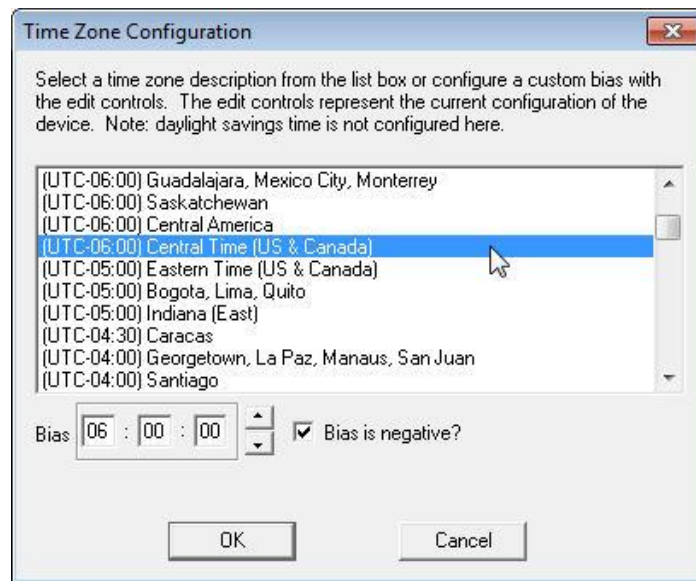 Time Zone Configuration
Select a time zone description from the list box or configure a custom bias with
the edit controls. The edit controls represent the current configuration of the
device. Note: daylight savings time is not configured here.
(UTC-06:00) Guadalajara, Mexico City, Monterrey
(UTC-06:00) Saskatchewan
(UTC-06:00) Central America
(UTC-06:00) Central Time (US & Canada)
(UTC-05:00) Eastern Time (US & Canada)
(UTC-05:00) Bogota, Lima, Quito
(UTC-05:00) Indiana (East)
(UTC-04:30) Caracas
(UTC-04:00) Georgetown, La Paz, Manaus, San Juan
(UTC-04:00) Santiago
Bias 06 : 00 : 00 Bias is negative?
OK Cancel